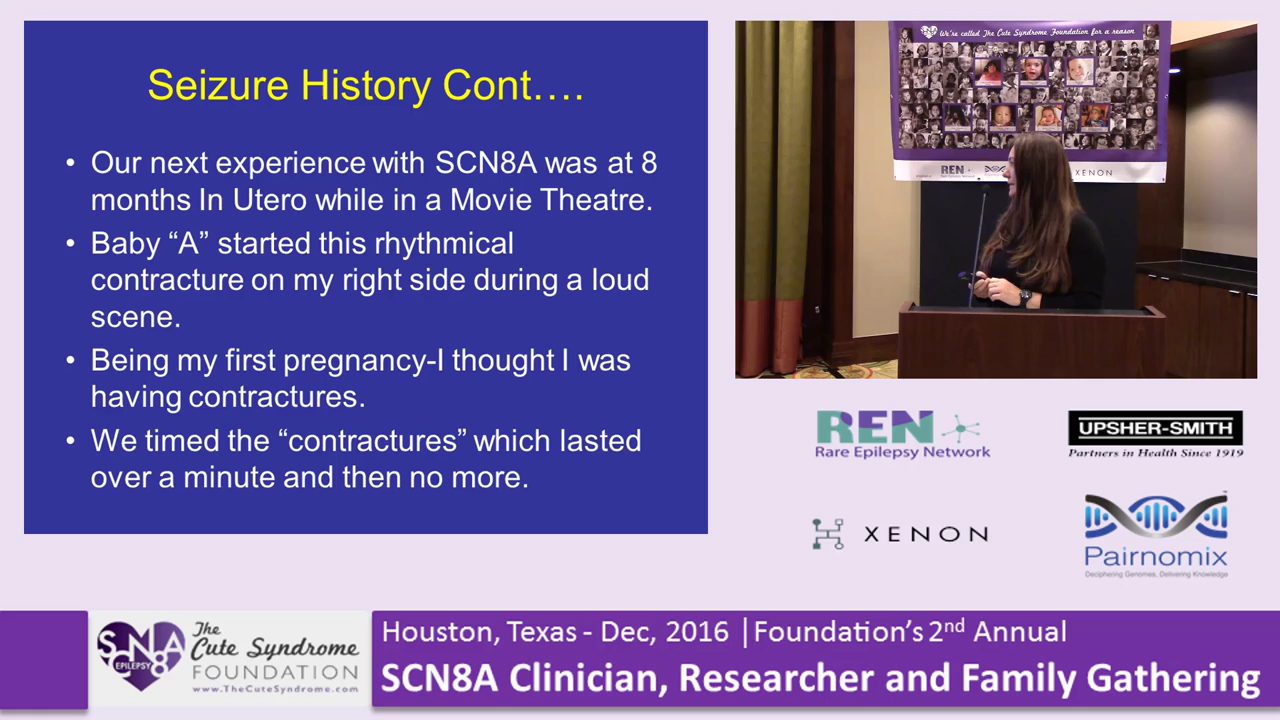 Seizure History Cont….
• Our next experience with SCN8A was at 8
months In Utero while in a Movie Theatre.
• Baby “A” started this rhythmical
contracture on my right side during a loud
scene.
• Being my first pregnancy-I thought I was
having contractures.
• We timed the “contractures” which lasted
over a minute and then no more.
We're called The Cute Syndrome Foundation for a reason
REN
XENON
REN
Rare Epilepsy Network
UPSHER-SMITH
Partners in Health Since 1919
XENON
Pairnomix
Deciphering Genomes, Delivering Knowledge
SCN8A
EPILEPSY
The
Cute Syndrome
FOUNDATION
www.TheCuteSyndrome.com
Houston, Texas - Dec, 2016 |Foundation’s 2nd Annual
SCN8A Clinician, Researcher and Family Gathering